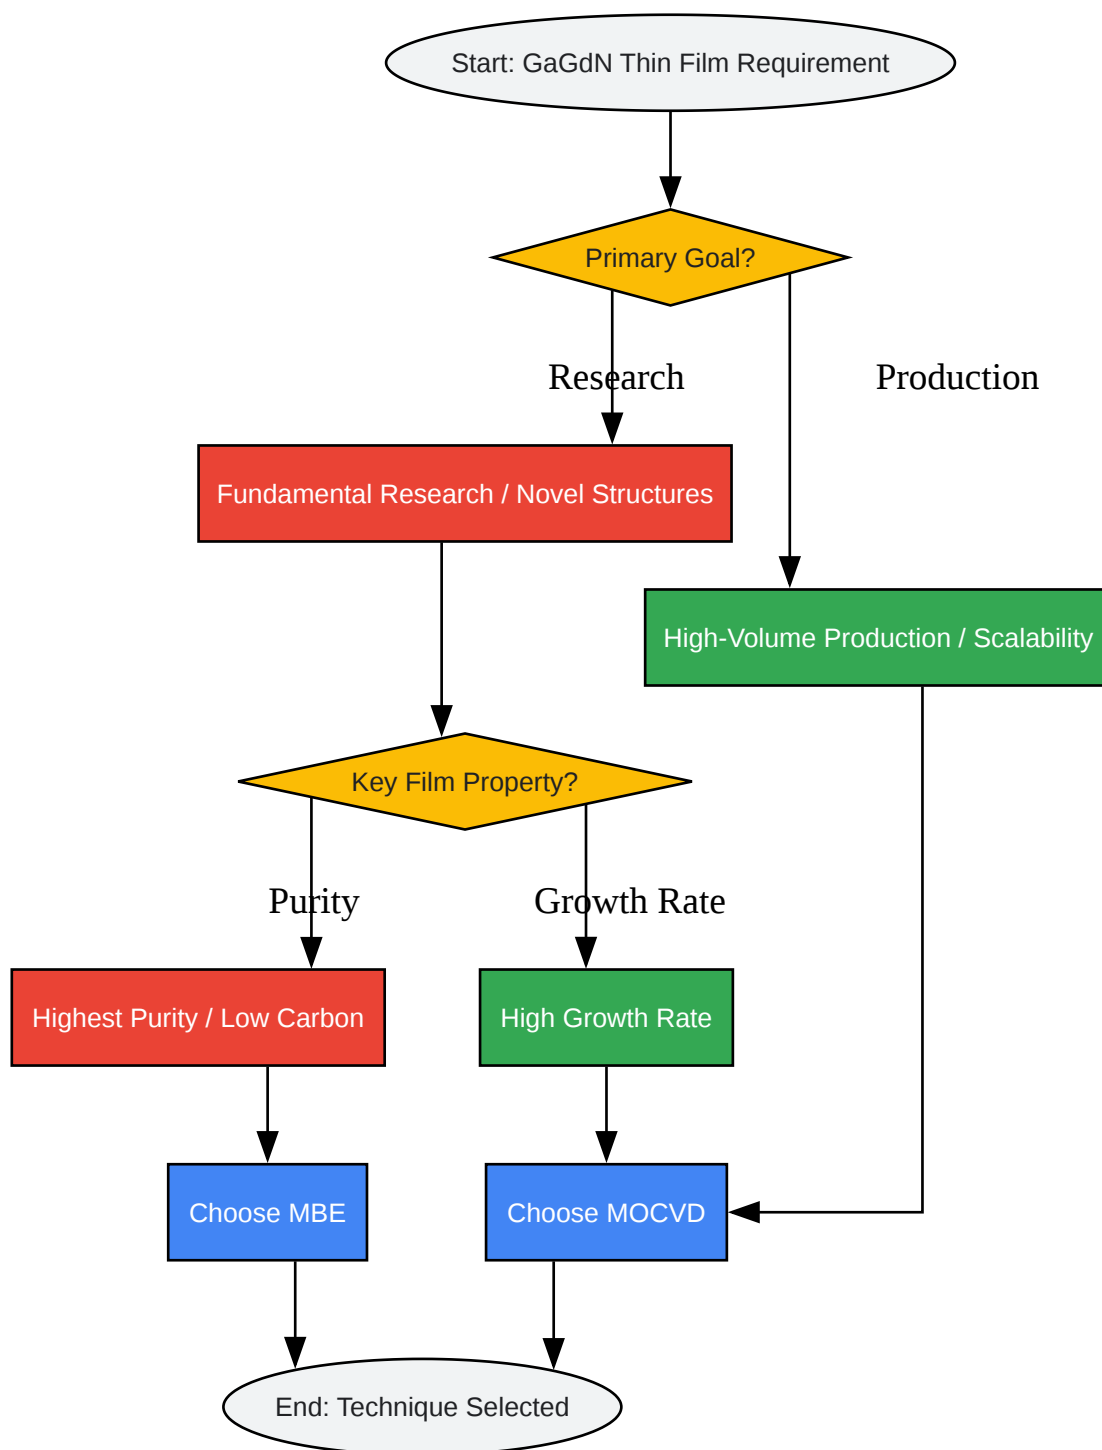 Start: GaGdN Thin Film Requirement
Primary Goal?
Research
Production
Fundamental Research / Novel Structures
High-Volume Production / Scalability
Key Film Property?
Purity
Growth Rate
Highest Purity / Low Carbon
High Growth Rate
Choose MBE
Choose MOCVD
End: Technique Selected